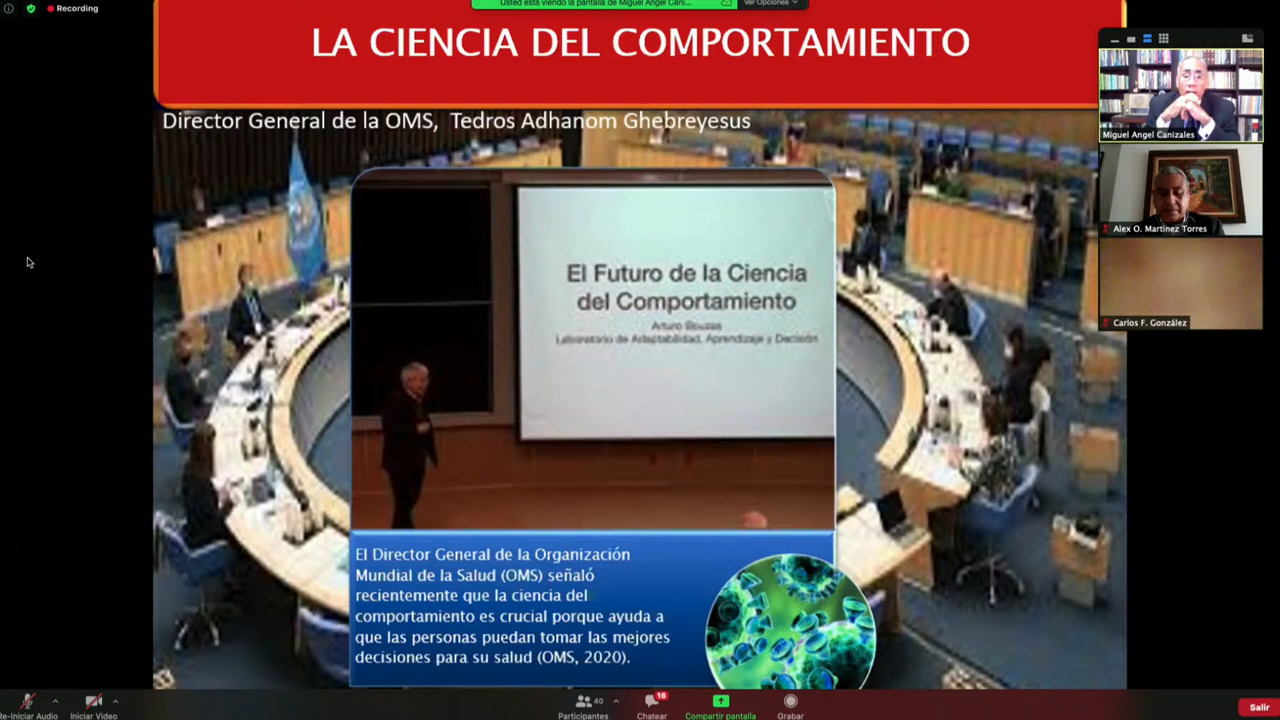 Recording
Usted está viendo la pantalla de Miguel Angel Cani...
Ver Opciones
LA CIENCIA DEL COMPORTAMIENTO
Director General de la OMS, Tedros Adhanom Ghebreyesus
Miguel Angel Canizales
Alex O. Martinez Torres
Carlos F. González
El Futuro de la Ciencia
del Comportamiento
Arturo Bouzas
Laboratorio de Adaptabilidad, Aprendizaje y Decisión
El Director General de la Organización
Mundial de la Salud (OMS) señaló
recientemente que la ciencia del
comportamiento es crucial porque ayuda a
que las personas puedan tomar las mejores
decisiones para su salud (OMS, 2020).
Re-Iniciar Audio
Iniciar Video
40
Participantes
16
Chatear
Compartir pantalla
Grabar
Salir